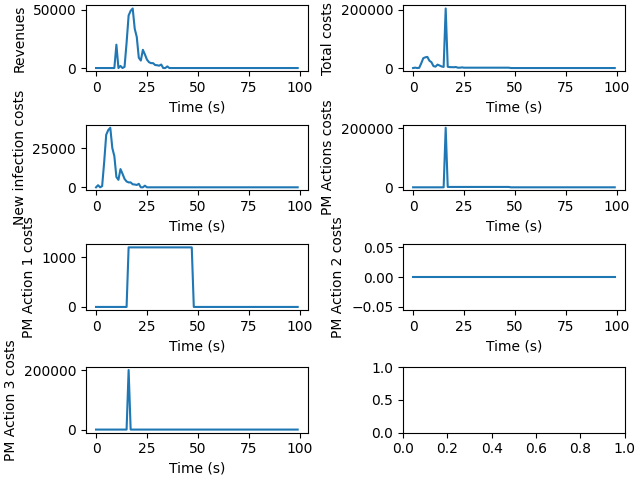 Revenues
50000
0
0 25 50 75 100
Time (s)
Total costs
200000
0
0 25 50 75 100
Time (s)
New infection costs
25000
0
0 25 50 75 100
Time (s)
PM Actions costs
200000
0
0 25 50 75 100
Time (s)
PM Action 1 costs
1000
0
0 25 50 75 100
Time (s)
PM Action 2 costs
0.05
0.00
−0.05
0 25 50 75 100
Time (s)
PM Action 3 costs
200000
0
0 25 50 75 100
Time (s)
1.0
0.5
0.0
0.0 0.2 0.4 0.6 0.8 1.0